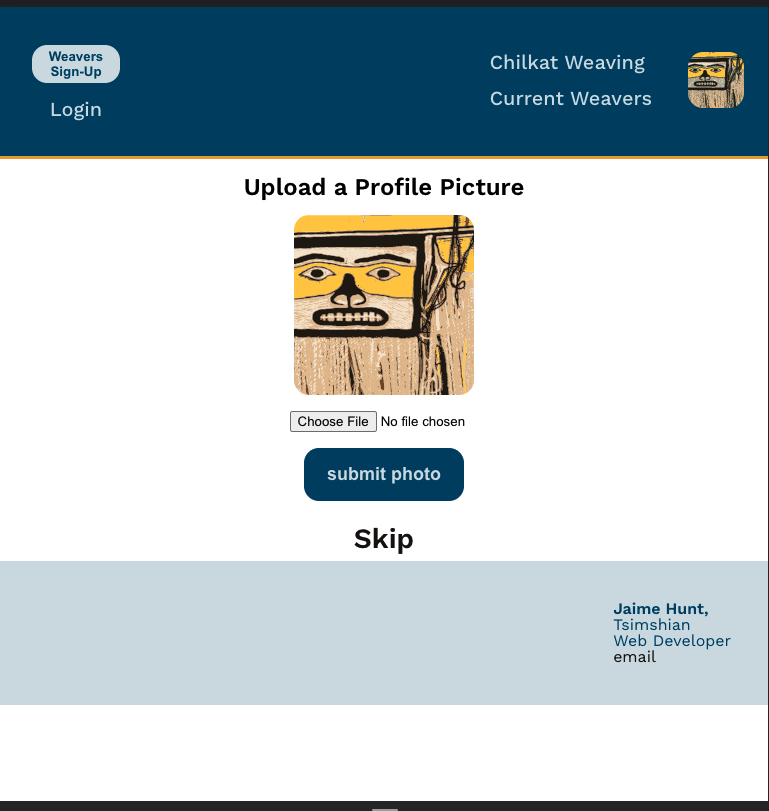 Weavers
Sign-Up
Login
Chilkat Weaving
Current Weavers
Upload a Profile Picture
Choose File No file chosen
submit photo
Skip
Jaime Hunt,
Tsimshian
Web Developer
email